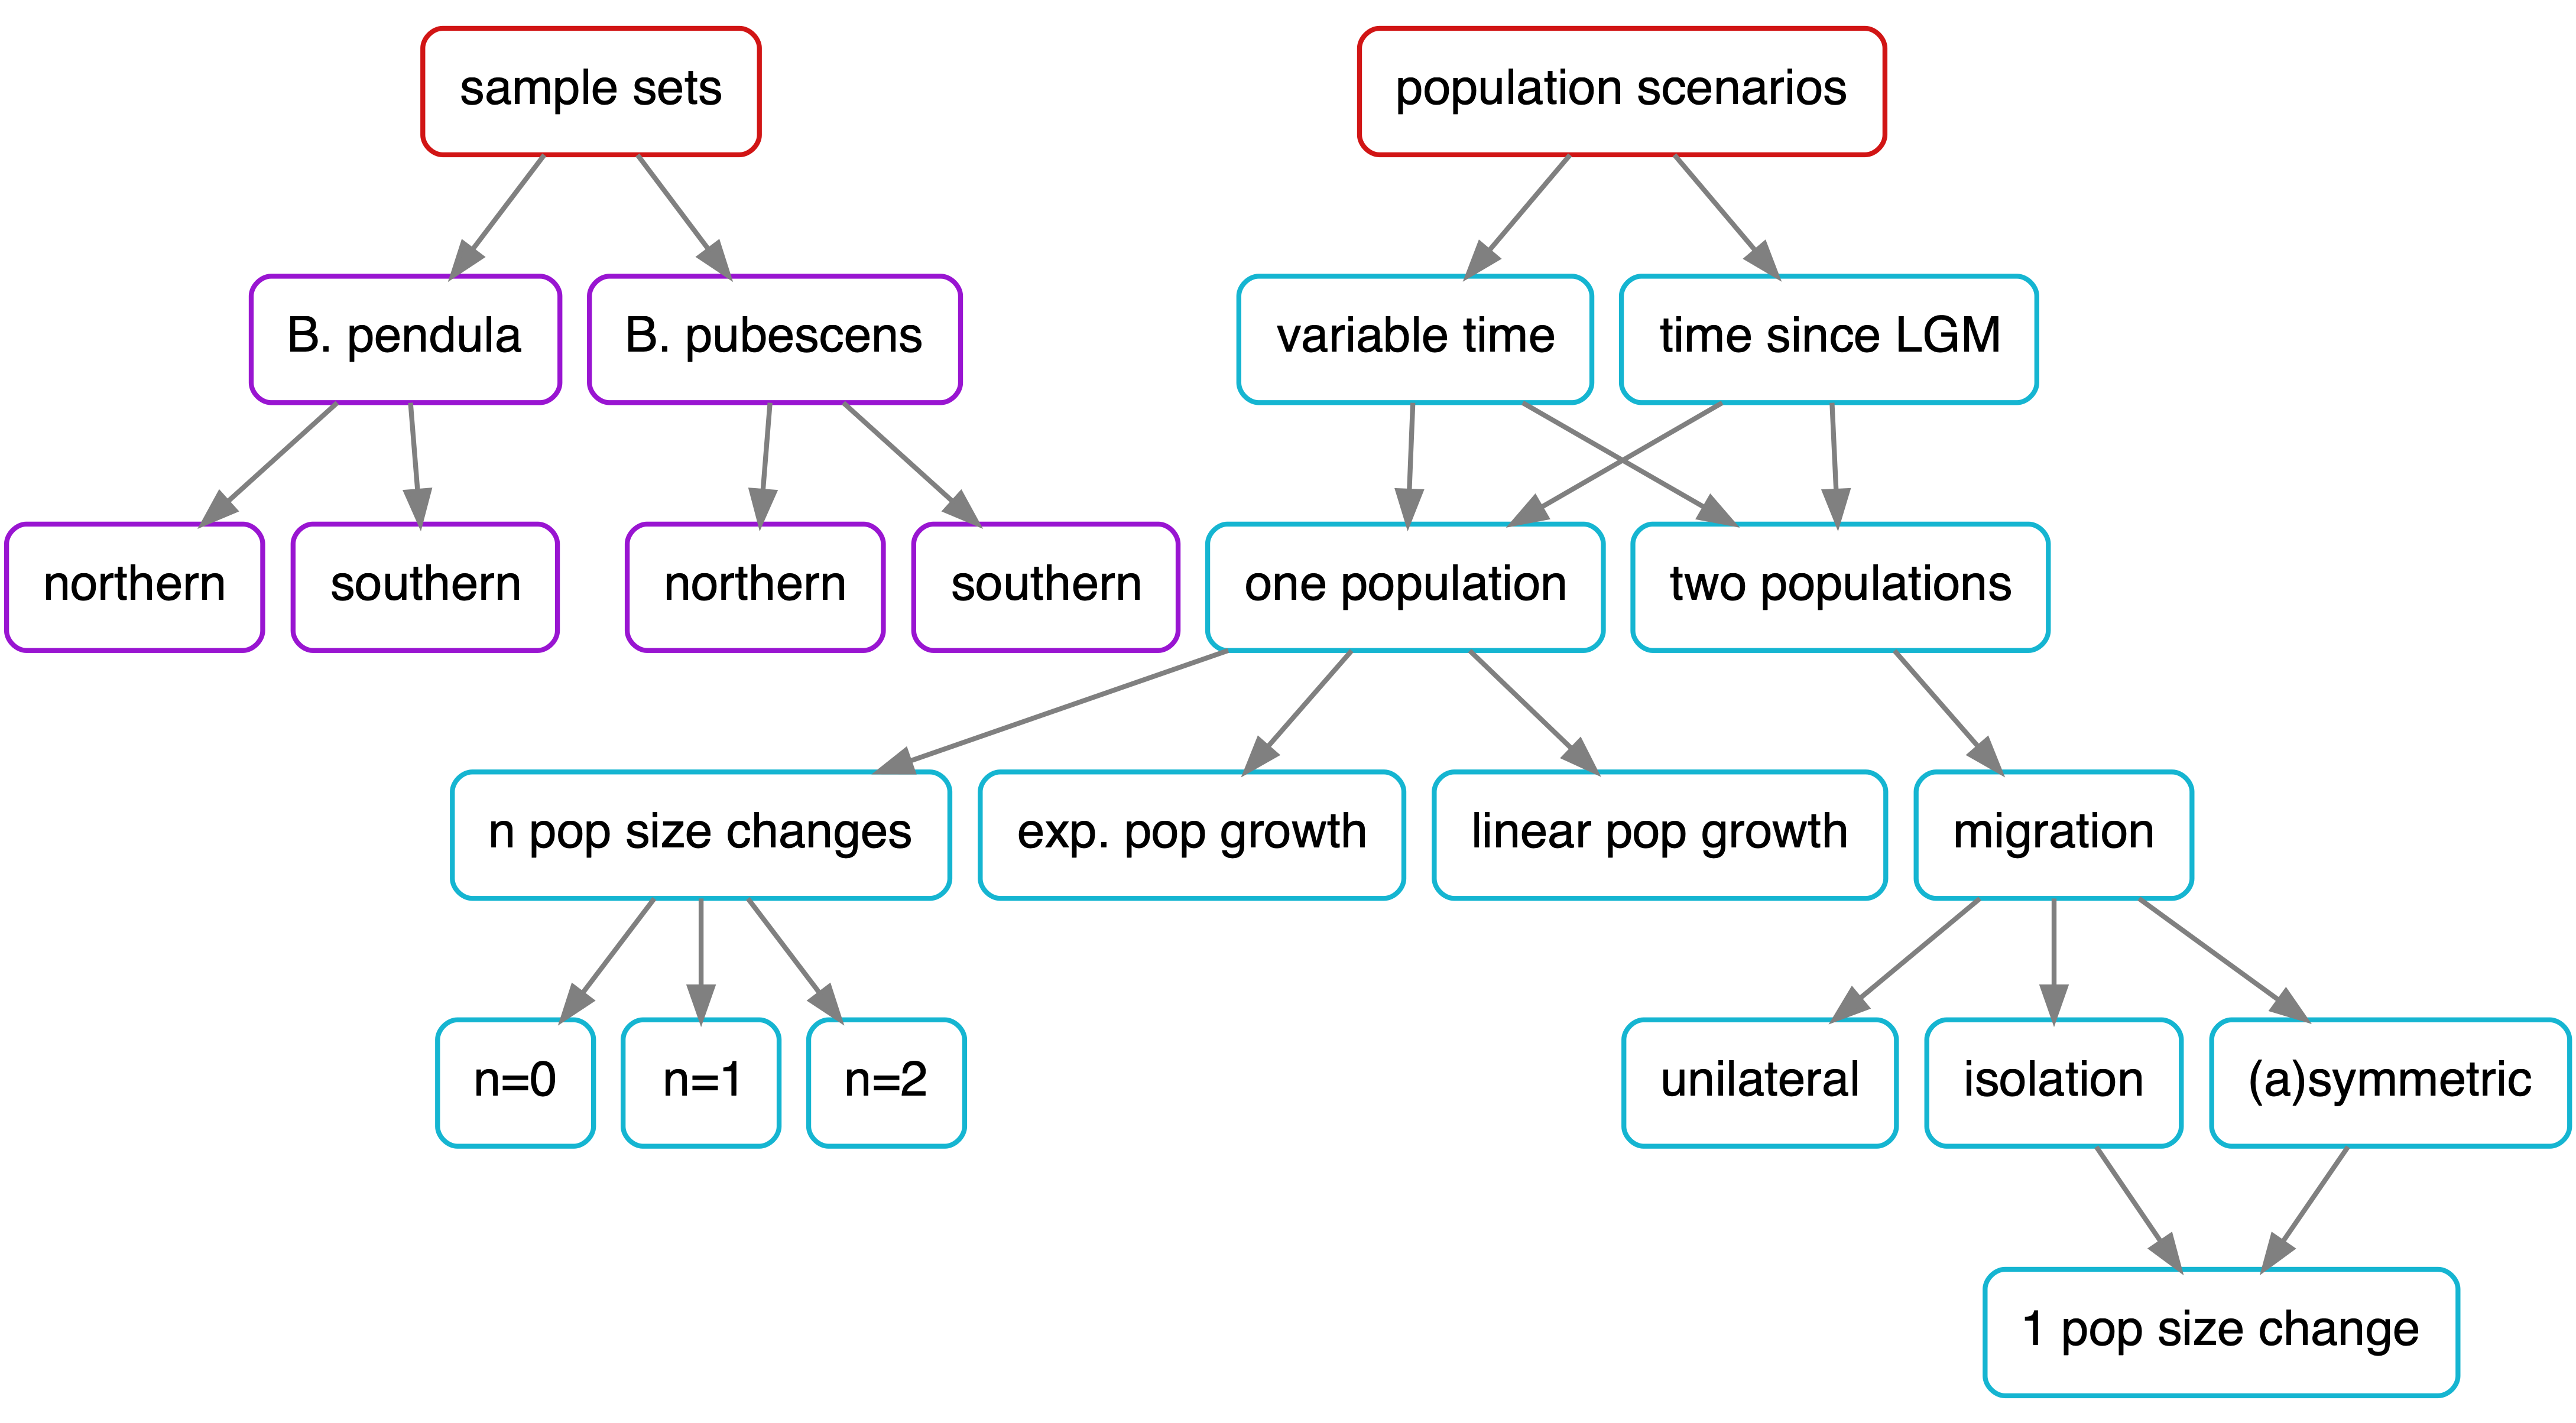 sample sets
population scenarios
B. pendula
B. pubescens
variable time
time since LGM
northern
southern
northern
southern
one population
two populations
n pop size changes
exp. pop growth
linear pop growth
migration
n=0
n=1
n=2
unilateral
isolation
(a)symmetric
1 pop size change